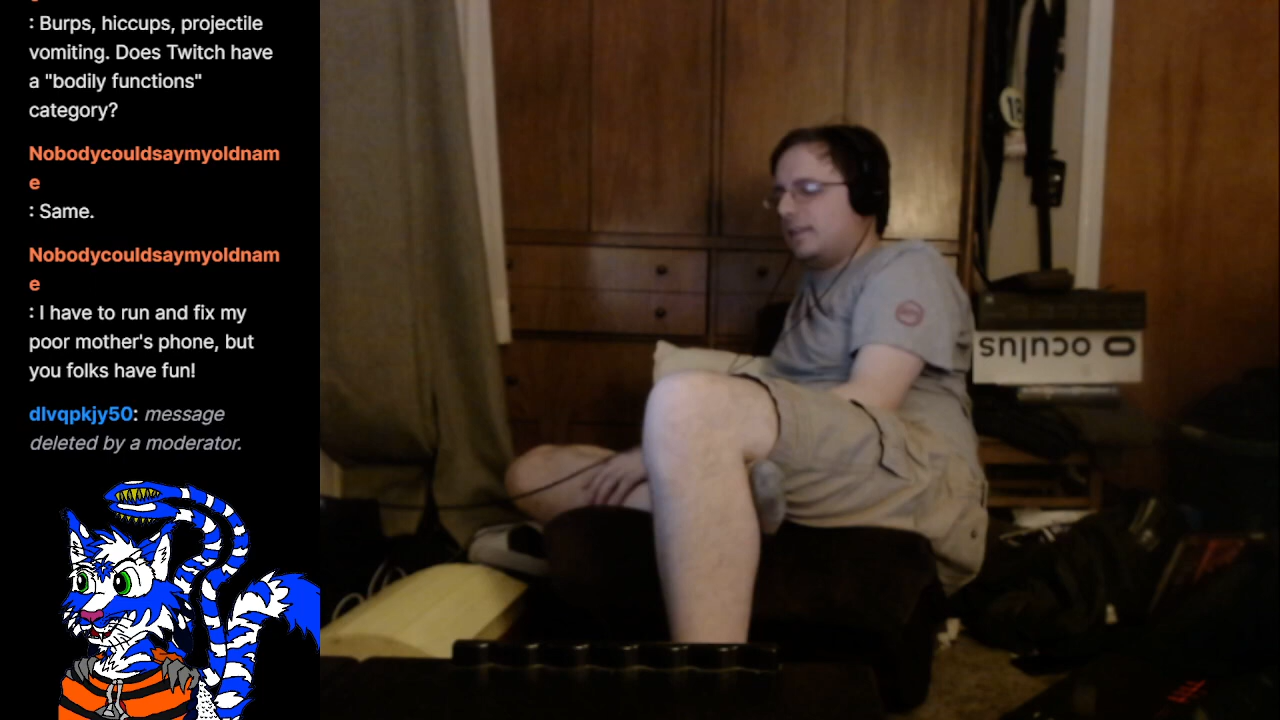 : Burps, hiccups, projectile
vomiting. Does Twitch have
a "bodily functions"
category?
Nobodycouldsaymyoldnam
e
: Same.
Nobodycouldsaymyoldnam
e
: I have to run and fix my
poor mother's phone, but
you folks have fun!
dlvqpkjy50: message
deleted by a moderator.
18
oculus